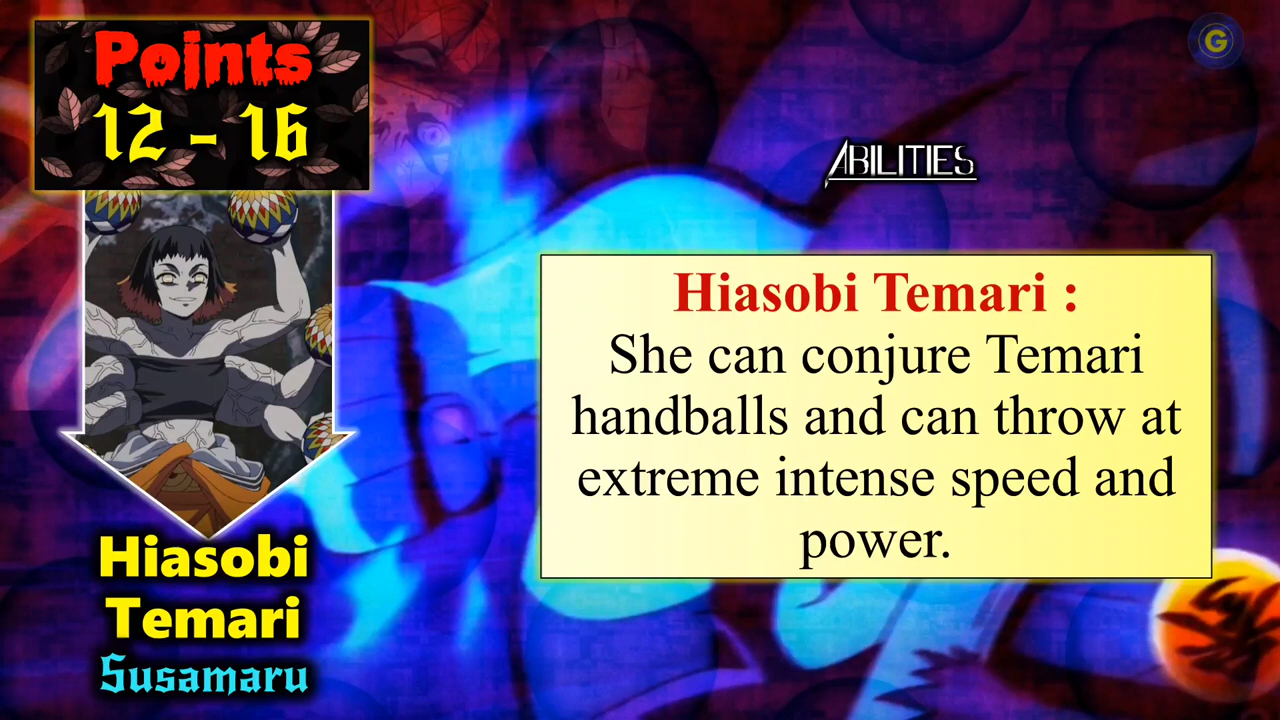 Points
12 - 16
G
ABILITIES
Hiasobi Temari :
She can conjure Temari
handballs and can throw at
extreme intense speed and
power.
Hiasobi
Temari
Susamaru